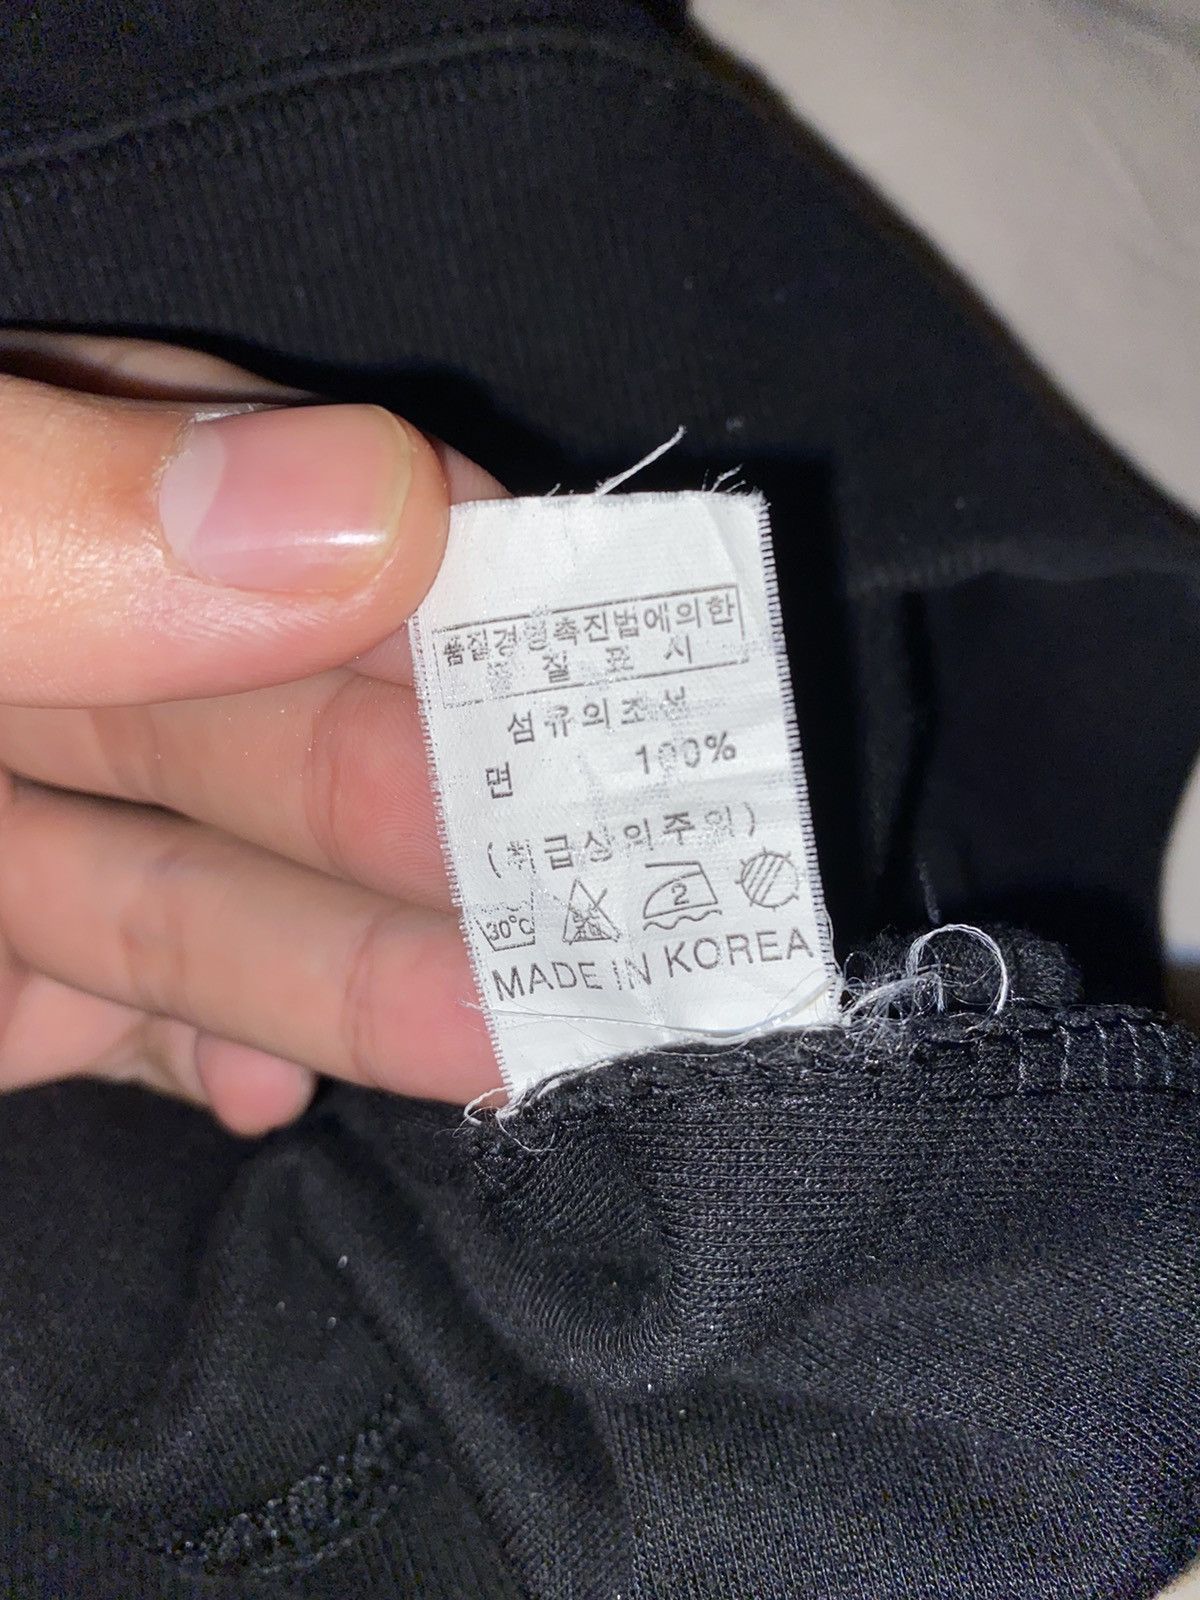 품질경영촉진법에의한
품 질 표 시
섬유의조성
면 100%
(취급상의주의)
30°C 2
MADE IN KOREA